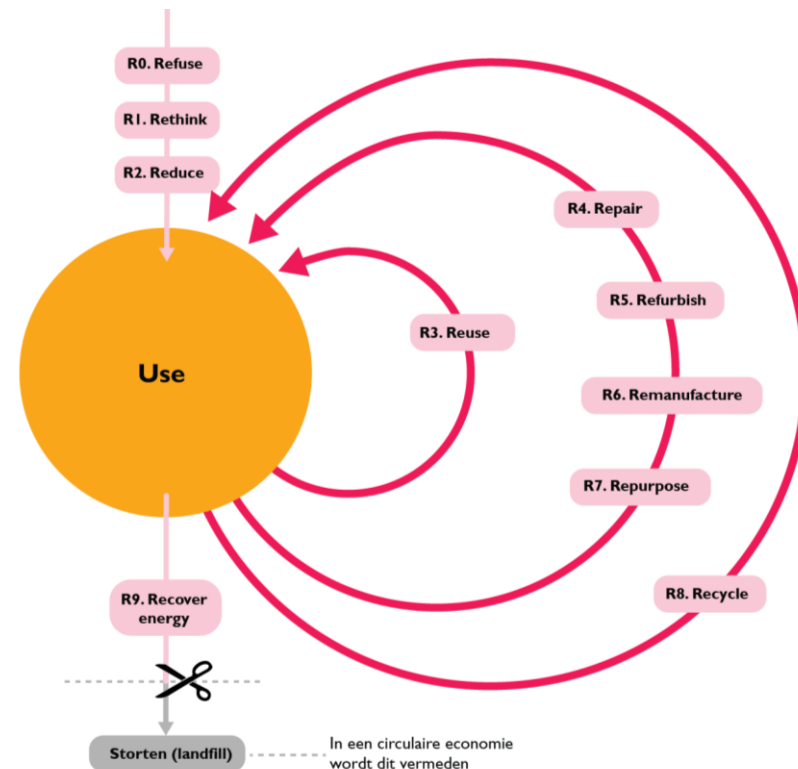 R0. Refuse
R1. Rethink
R2. Reduce
Use
R3. Reuse
R4. Repair
R5. Refurbish
R6. Remanufacture
R7. Repurpose
R8. Recycle
R9. Recover
energy
Storten (landfill)
In een circulaire economie
wordt dit vermeden